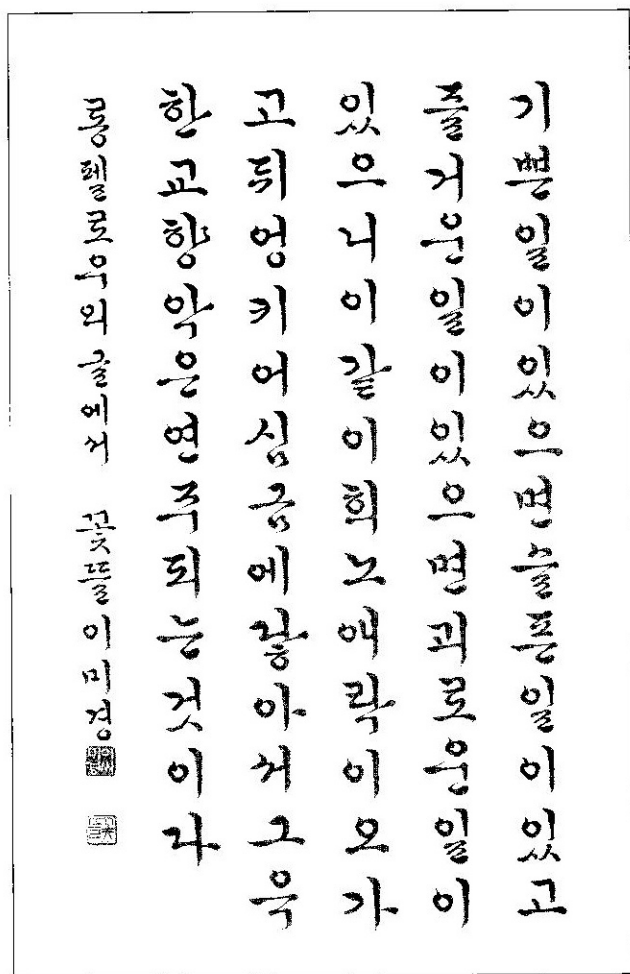 기쁜일이있으면슬픈일이있고
즐거운일이있으면괴로운일이
있으니이같이희노애락이오가
고뒤엉키어심금에닿아서그윽
한교향악은연주되는것이라
롱펠로우의글에서 꽃뜰이미경